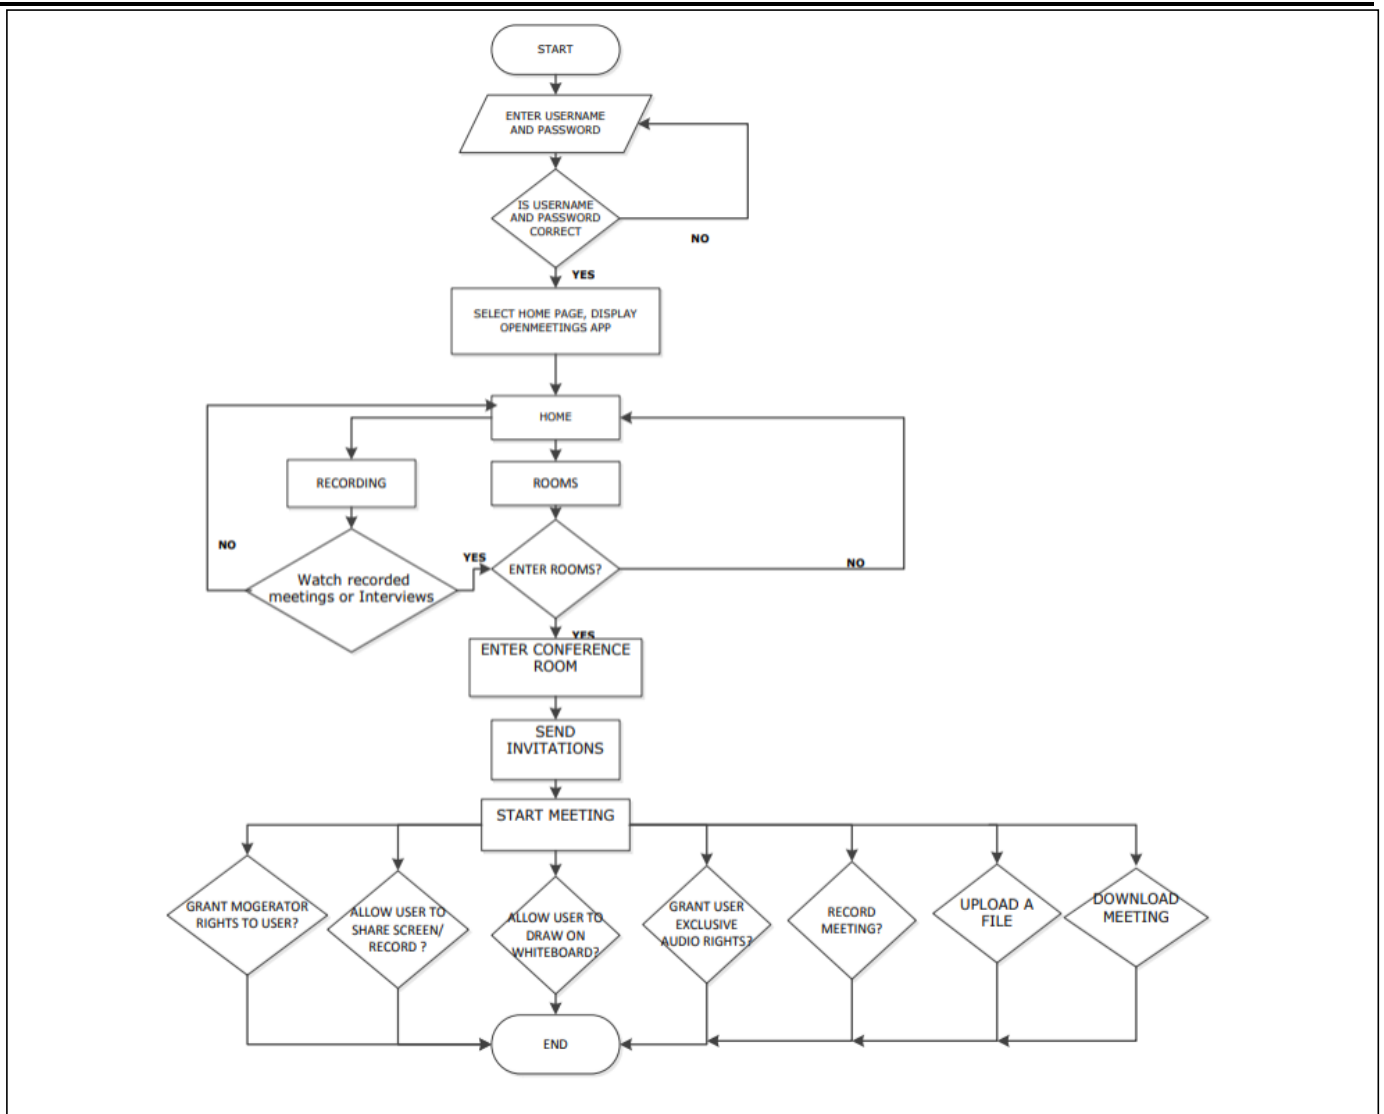 START
ENTER USERNAME
AND PASSWORD
IS USERNAME
AND PASSWORD
CORRECT
NO
YES
SELECT HOME PAGE, DISPLAY
OPENMEETINGS APP
HOME
RECORDING
ROOMS
NO
YES
ENTER ROOMS?
NO
Watch recorded
meetings or Interviews
YES
ENTER CONFERENCE
ROOM
SEND
INVITATIONS
START MEETING
GRANT MOGERATOR
RIGHTS TO USER?
ALLOW USER TO
SHARE SCREEN/
RECORD ?
ALLOW USER TO
DRAW ON
WHITEBOARD?
GRANT USER
EXCLUSIVE
AUDIO RIGHTS?
RECORD
MEETING?
UPLOAD A
FILE
DOWNLOAD
MEETING
END